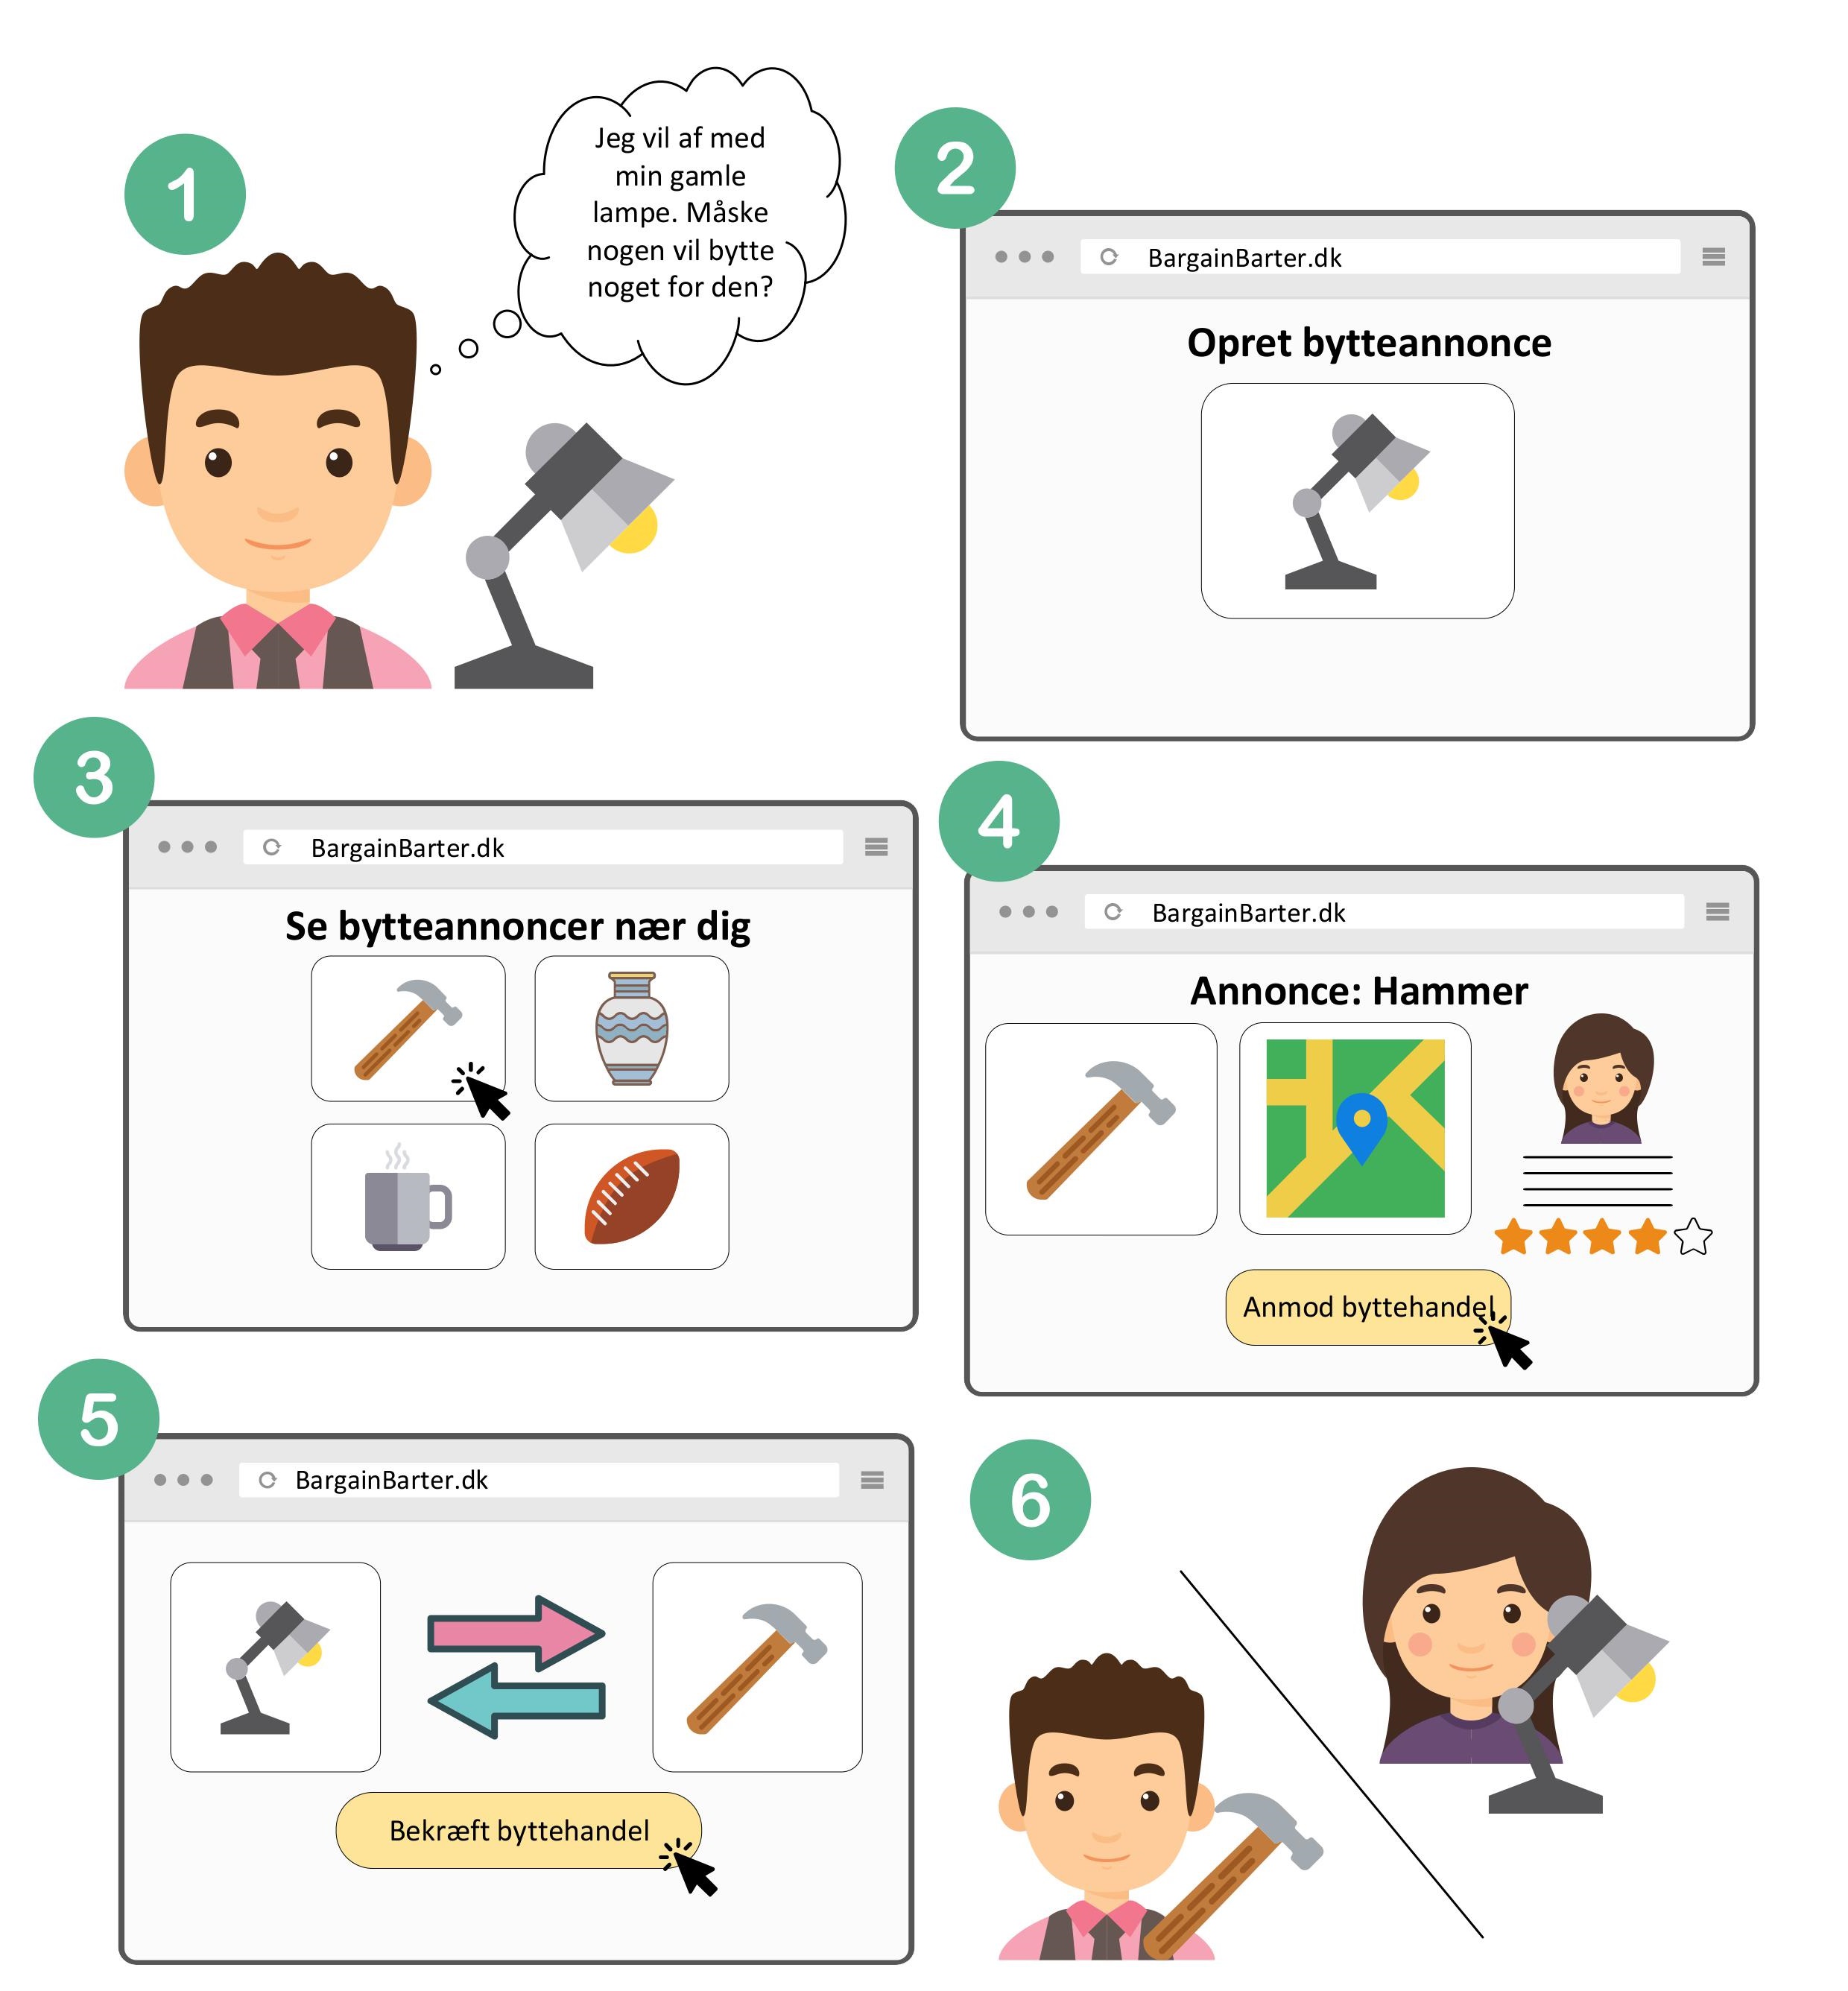 1
Jeg vil af med
min gamle
lampe. Måske
nogen vil bytte
noget for den?
2
BargainBarter.dk
Opret bytteannonce
3
BargainBarter.dk
Se bytteannoncer nær dig
4
BargainBarter.dk
Annonce: Hammer
Anmod byttehandel
5
BargainBarter.dk
Bekræft byttehandel
6